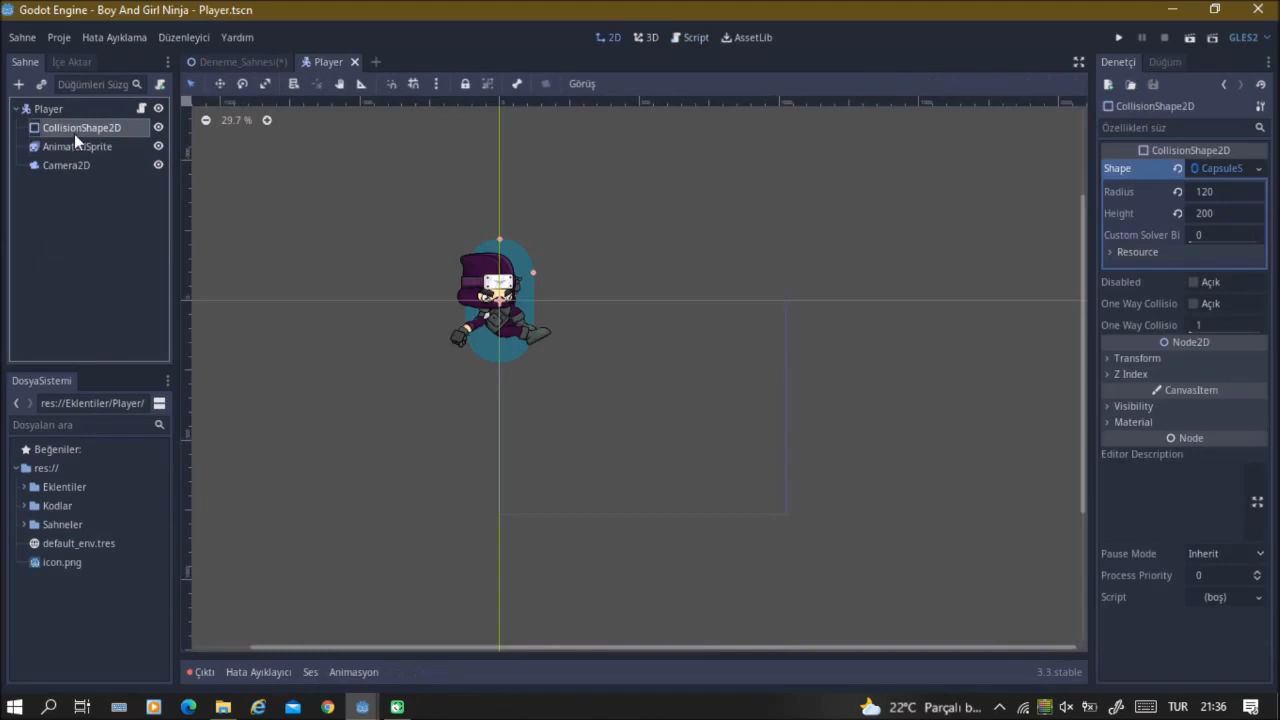 Godot Engine - Boy And Girl Ninja - Player.tscn
Sahne Proje Hata Ayıklama Düzenleyici Yardım
2D 3D Script AssetLib
GLES2
Sahne İçe Aktar
Deneme_Sahnesi(*) Player
Denetçi Düğüm
Düğümleri Süzg
Görüş
Player
CollisionShape2D
Camera2D
29.7 %
CollisionShape2D
Özellikleri süz
CollisionShape2D
Shape CapsuleS
Radius 120
Height 200
Custom Solver Bi 0
Resource
Disabled Açık
One Way Collisio Açık
One Way Collisio 1
Node2D
Transform
Z Index
CanvasItem
Visibility
Material
Node
Editor Description
Pause Mode Inherit
Process Priority 0
Script (boş)
DosyaSistemi
res://Eklentiler/Player/
Dosyaları ara
Beğeniler:
res://
Eklentiler
Kodlar
Sahneler
default_env.tres
icon.png
Çıktı Hata Ayıklayıcı Ses Animasyon
3.3.stable
22°C Parçalı b... TUR 21:36